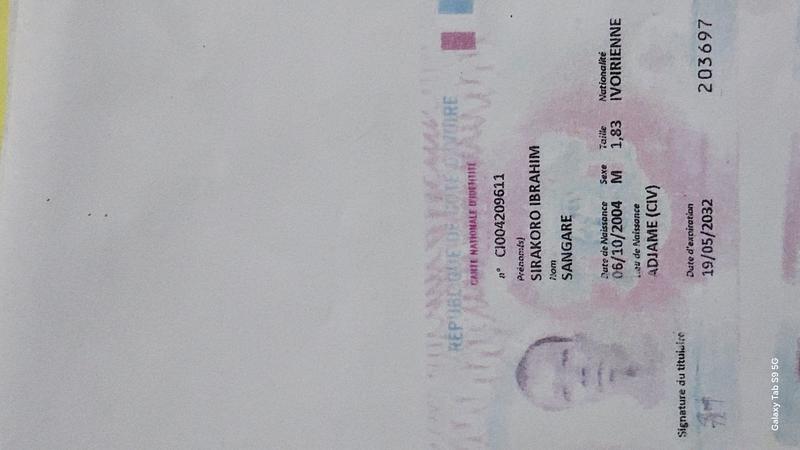 RÉPUBLIQUE DE CÔTE D'IVOIRE
CARTE NATIONALE D'IDENTITÉ
n° CI004209611
Prénom(s)
SIRAKORO IBRAHIM
Nom
SANGARE
Date de Naissance Sexe Taille Nationalité
06/10/2004 M 1,83 IVOIRIENNE
Lieu de Naissance
ADJAME (CIV)
Date d'expiration
19/05/2032 203697
Signature du titulaire
Galaxy Tab S9 5G